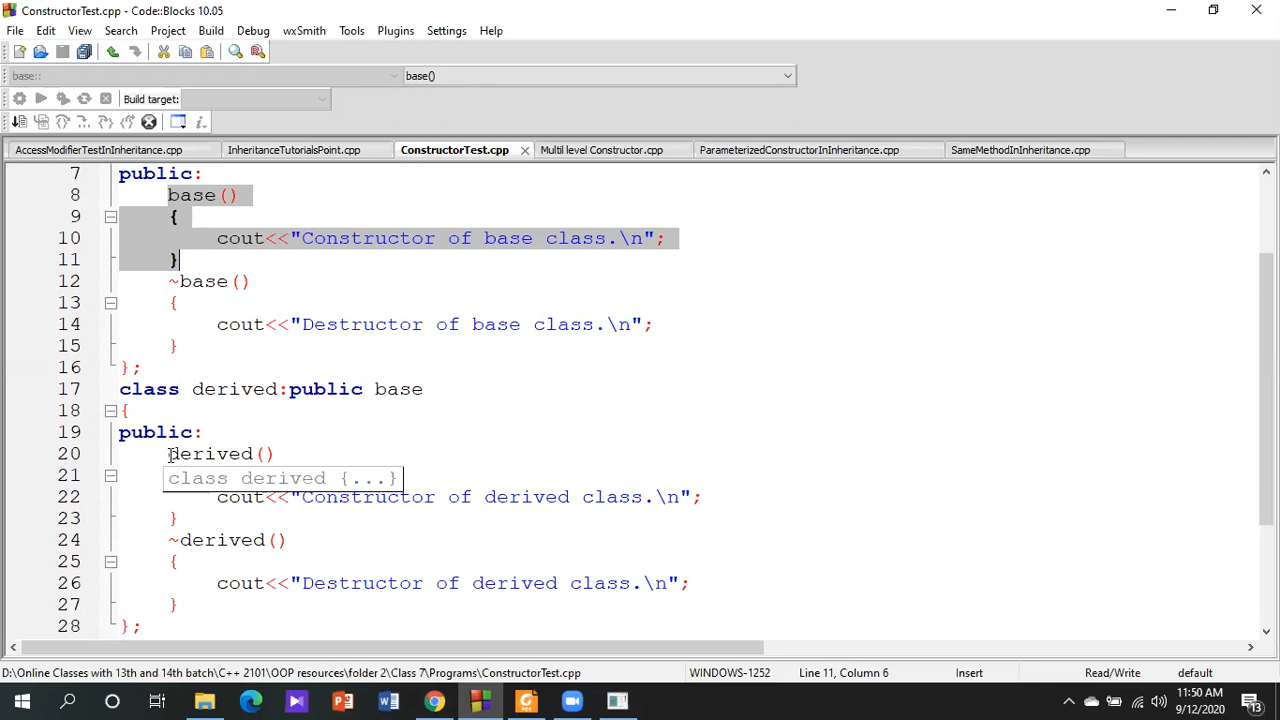 ConstructorTest.cpp - Code::Blocks 10.05
File Edit View Search Project Build Debug wxSmith Tools Plugins Settings Help
base:: base()
Build target:
AccessModifierTestInInheritance.cpp InheritanceTutorialsPoint.cpp ConstructorTest.cpp Multil level Constructor.cpp ParameterizedConstructorInInheritance.cpp SameMethodInInheritance.cpp
7 public:
8 base()
9 {
10 cout<<"Constructor of base class.\n";
11 }
12 ~base()
13 {
14 cout<<"Destructor of base class.\n";
15 }
16 };
17 class derived:public base
18 {
19 public:
20 derived()
21
class derived {...}
22 cout<<"Constructor of derived class.\n";
23 }
24 ~derived()
25 {
26 cout<<"Destructor of derived class.\n";
27 }
28 };
D:\Online Classes with 13th and 14th batch\C++ 2101\OOP resources\folder 2\Class 7\Programs\ConstructorTest.cpp WINDOWS-1252 Line 11, Column 6 Insert Read/Write default
11:50 AM
9/12/2020
13